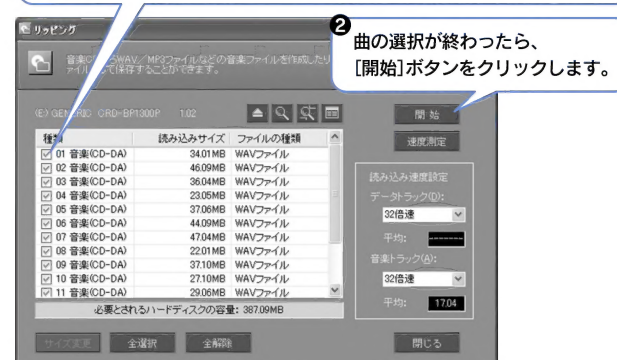 ❷
曲の選択が終わったら、
[開始]ボタンをクリックします。
リッピング
音楽CDからWAV／MP3ファイルなどの音楽ファイルを作成したり
ファイルとして保存することができます。
(E:) GENERIC CRD-BP1300P 1.02
開 始
速度測定
種類 読み込みサイズ ファイルの種類
01 音楽(CD-DA) 34.01MB WAVファイル
02 音楽(CD-DA) 46.09MB WAVファイル
03 音楽(CD-DA) 36.04MB WAVファイル
04 音楽(CD-DA) 23.05MB WAVファイル
05 音楽(CD-DA) 37.06MB WAVファイル
06 音楽(CD-DA) 44.09MB WAVファイル
07 音楽(CD-DA) 47.04MB WAVファイル
08 音楽(CD-DA) 22.01MB WAVファイル
09 音楽(CD-DA) 37.10MB WAVファイル
10 音楽(CD-DA) 27.10MB WAVファイル
11 音楽(CD-DA) 29.06MB WAVファイル
必要とされるハードディスクの容量: 387.09MB
読み込み速度設定
データトラック(D):
32倍速
平均:
音楽トラック(A):
32倍速
平均: 17.04
サイズ変更 全選択 全解除 閉じる